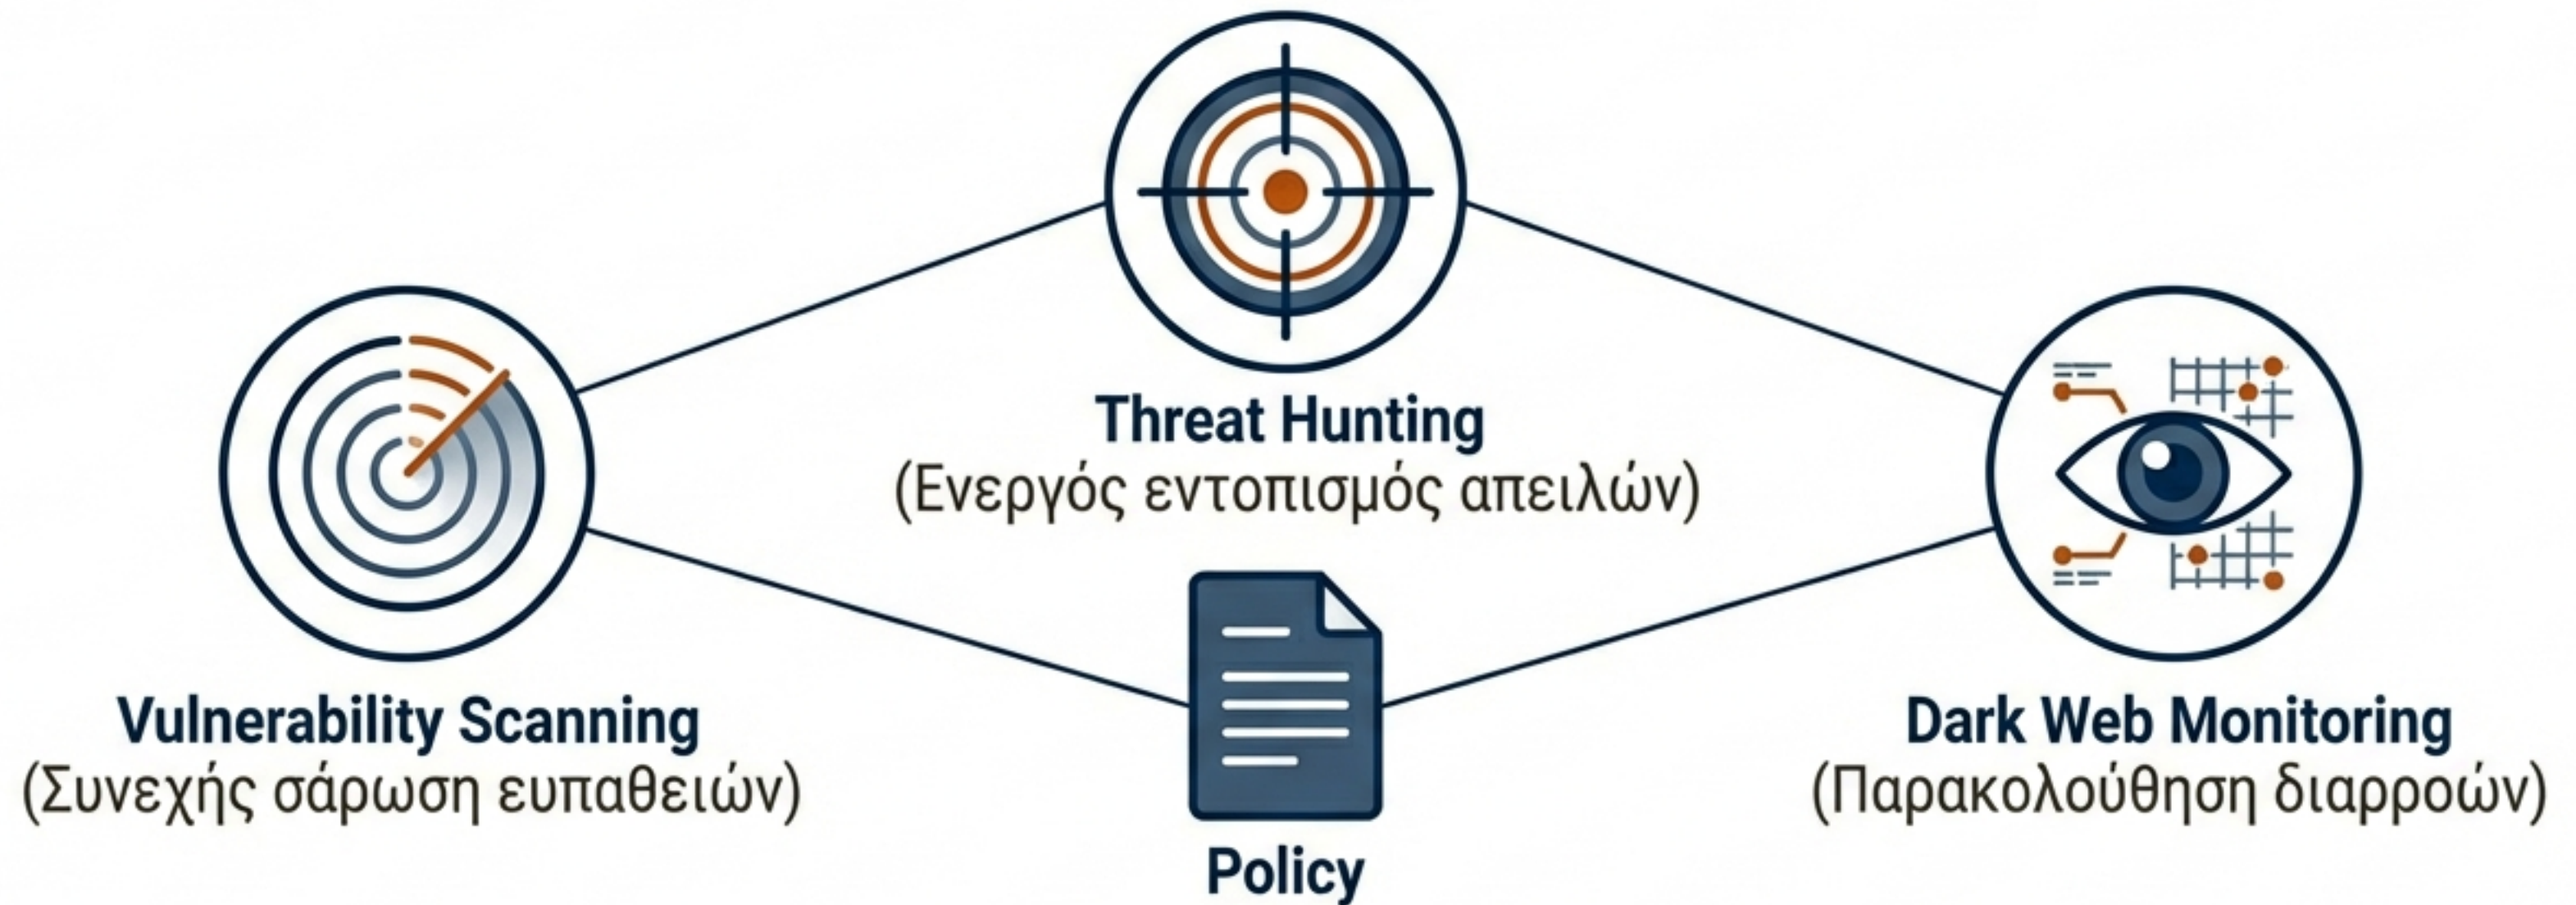 Threat Hunting
(Ενεργός εντοπισμός απειλών)
Vulnerability Scanning
(Συνεχής σάρωση ευπαθειών)
Dark Web Monitoring
(Παρακολούθηση διαρροών)
Policy